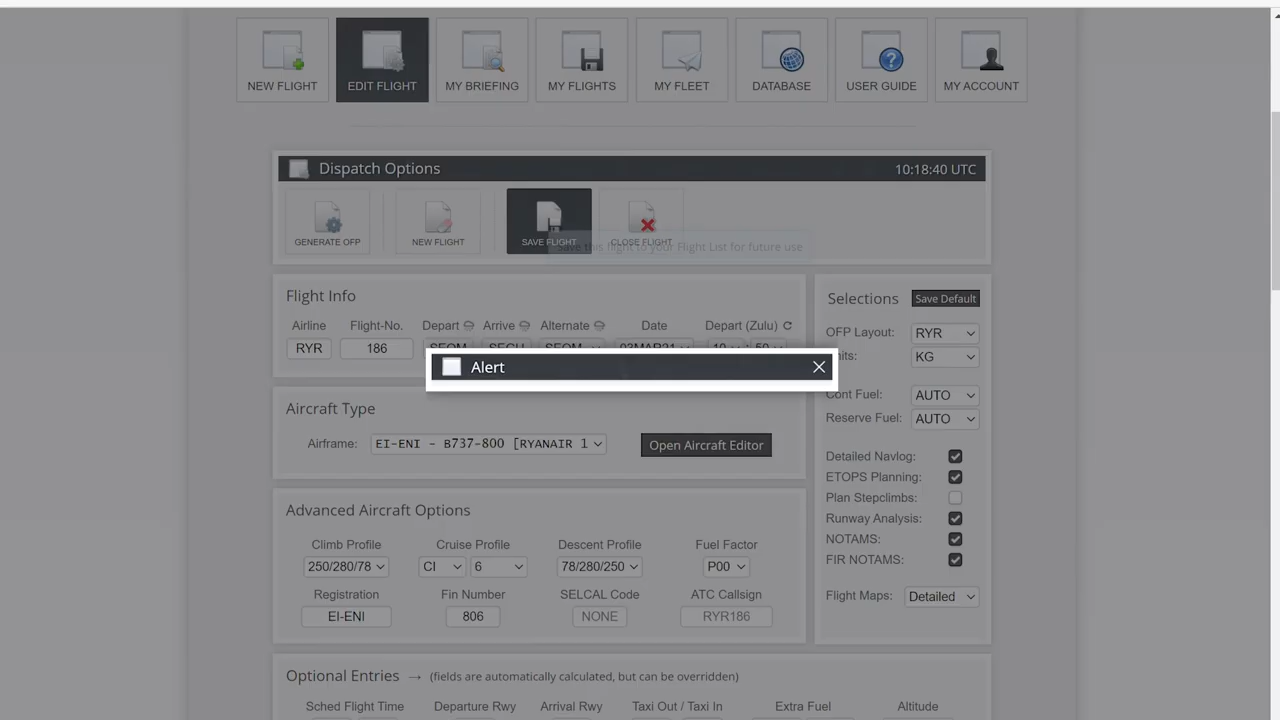 NEW FLIGHT EDIT FLIGHT MY BRIEFING MY FLIGHTS MY FLEET DATABASE USER GUIDE MY ACCOUNT
Dispatch Options 10:18:40 UTC
GENERATE OFP NEW FLIGHT SAVE FLIGHT CLOSE FLIGHT
Save this flight to your Flight List for future use
Flight Info
Airline Flight-No. Depart Arrive Alternate Date Depart (Zulu)
RYR 186
Alert
Aircraft Type
Airframe: EI-ENI - B737-800 [RYANAIR 1 Open Aircraft Editor
Advanced Aircraft Options
Climb Profile Cruise Profile Descent Profile Fuel Factor
250/280/78 CI 6 78/280/250 P00
Registration Fin Number SELCAL Code ATC Callsign
EI-ENI 806 NONE RYR186
Selections Save Default
OFP Layout: RYR
KG
Cont Fuel: AUTO
Reserve Fuel: AUTO
Detailed Navlog:
ETOPS Planning:
Plan Stepclimbs:
Runway Analysis:
NOTAMS:
FIR NOTAMS:
Flight Maps: Detailed
Optional Entries → (fields are automatically calculated, but can be overridden)
Sched Flight Time Departure Rwy Arrival Rwy Taxi Out / Taxi In Extra Fuel Altitude